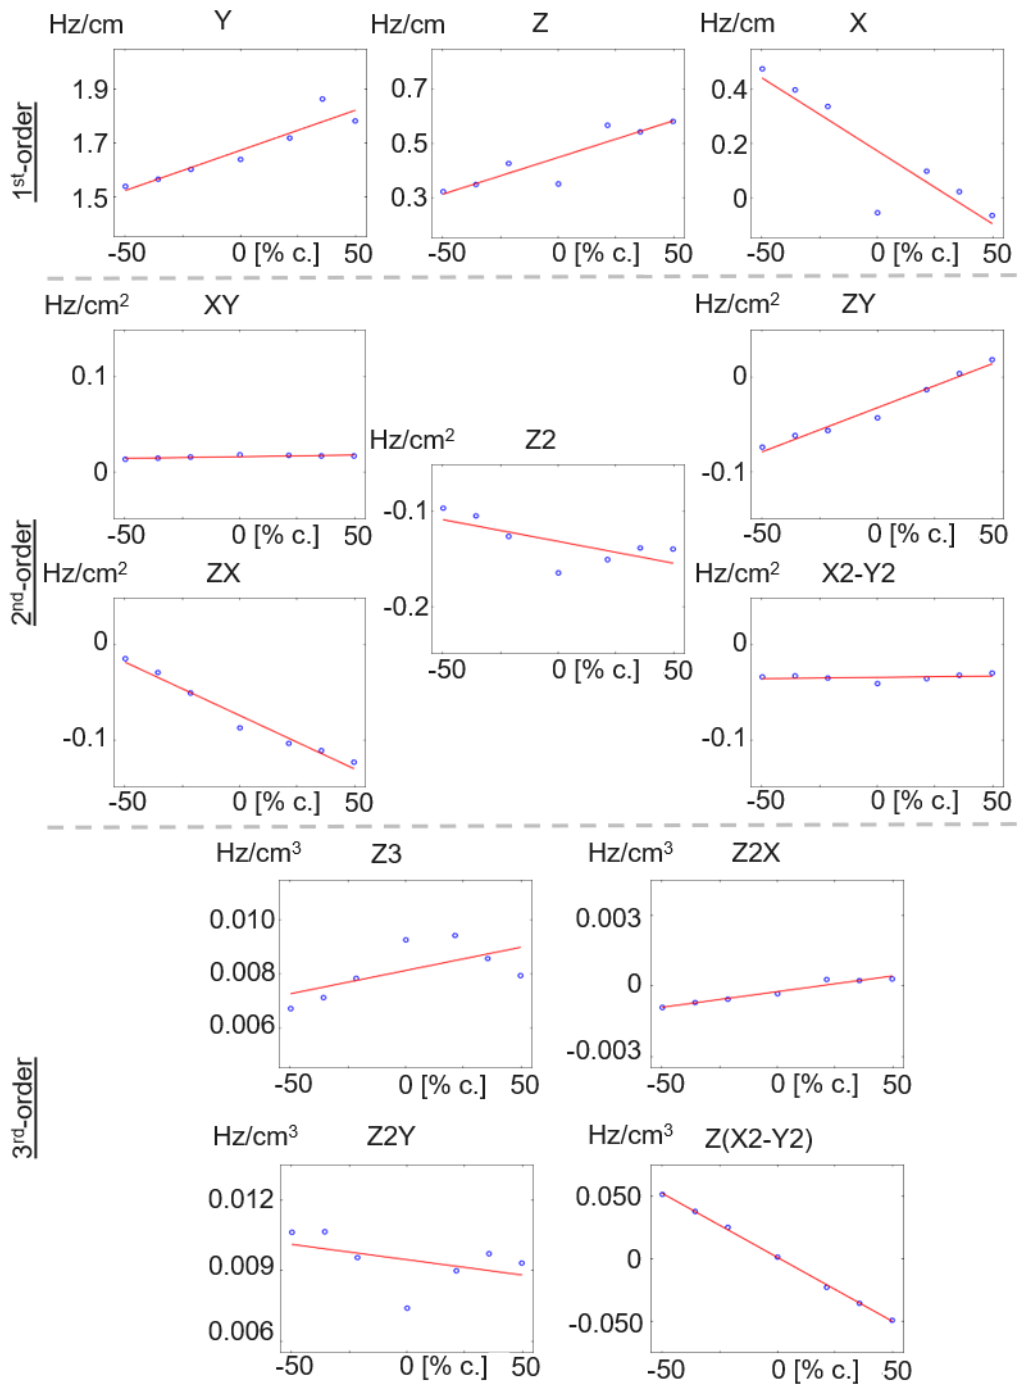 Hz/cm Y Hz/cm Z Hz/cm X
1.9 0.7 0.4
1.7 0.5 0.2
1.5 0.3 0
-50 0 [% c.] 50 -50 0 [% c.] 50 -50 0 [% c.] 50
1st-order
Hz/cm² XY Hz/cm² ZY
0.1 0
0 -0.1
-50 0 [% c.] 50 -50 0 [% c.] 50
Hz/cm² Z2
-0.1
-0.2
-50 0 [% c.] 50
2nd-order
Hz/cm² ZX Hz/cm² X2-Y2
0 0
-0.1 -0.1
-50 0 [% c.] 50 -50 0 [% c.] 50
Hz/cm³ Z3 Hz/cm³ Z2X
0.010 0.003
0.008 0
0.006 -0.003
-50 0 [% c.] 50 -50 0 [% c.] 50
3rd-order
Hz/cm³ Z2Y Hz/cm³ Z(X2-Y2)
0.012 0.050
0.009 0
0.006 -0.050
-50 0 [% c.] 50 -50 0 [% c.] 50